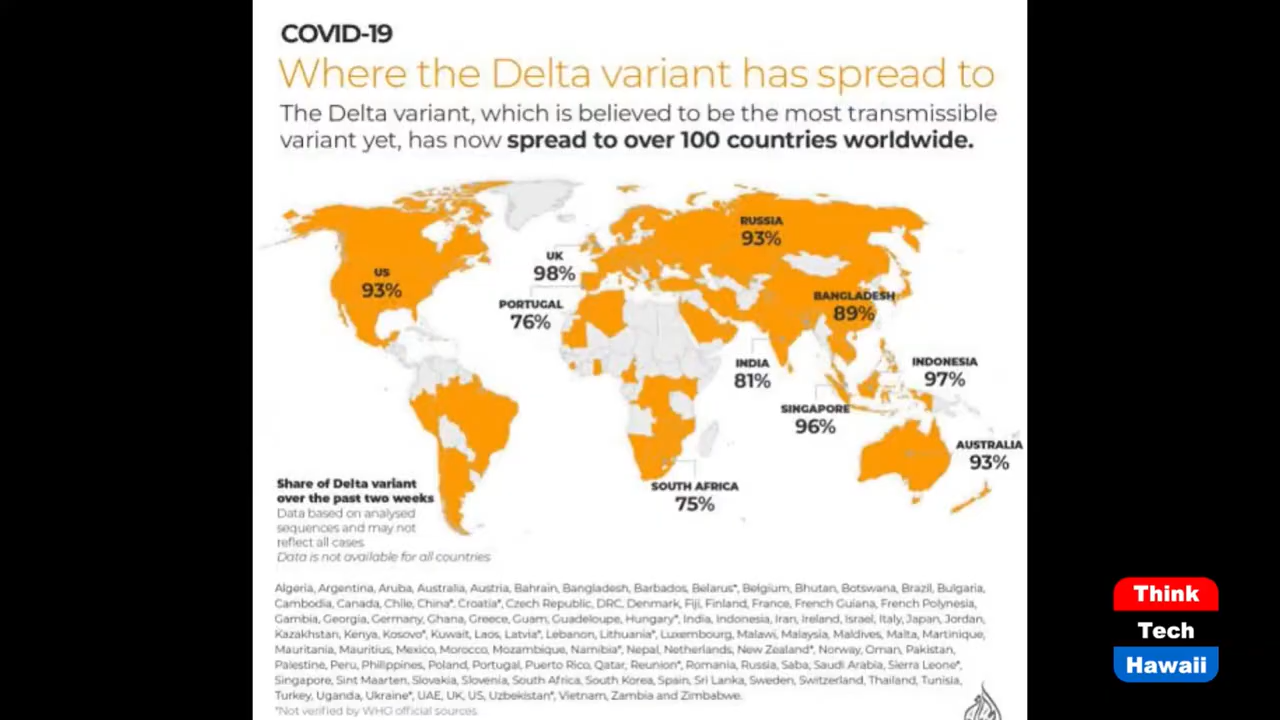 COVID-19
Where the Delta variant has spread to
The Delta variant, which is believed to be the most transmissible
variant yet, has now spread to over 100 countries worldwide.
RUSSIA
93%
UK
98%
US
93%
BANGLADESH
89%
PORTUGAL
76%
INDIA
81%
INDONESIA
97%
SINGAPORE
96%
AUSTRALIA
93%
SOUTH AFRICA
75%
Share of Delta variant
over the past two weeks
Data based on analysed
sequences and may not
reflect all cases
Data is not available for all countries
Algeria, Argentina, Aruba, Australia, Austria, Bahrain, Bangladesh, Barbados, Belarus*, Belgium, Bhutan, Botswana, Brazil, Bulgaria,
Cambodia, Canada, Chile, China*, Croatia*, Czech Republic, DRC, Denmark, Fiji, Finland, France, French Guiana, French Polynesia,
Gambia, Georgia, Germany, Ghana, Greece, Guam, Guadeloupe, Hungary*, India, Indonesia, Iran, Ireland, Israel, Italy, Japan, Jordan,
Kazakhstan, Kenya, Kosovo*, Kuwait, Laos, Latvia*, Lebanon, Lithuania*, Luxembourg, Malawi, Malaysia, Maldives, Malta, Martinique,
Mauritania, Mauritius, Mexico, Morocco, Mozambique, Namibia*, Nepal, Netherlands, New Zealand*, Norway, Oman, Pakistan,
Palestine, Peru, Philippines, Poland, Portugal, Puerto Rico, Qatar, Reunion*, Romania, Russia, Saba, Saudi Arabia, Sierra Leone*,
Singapore, Sint Maarten, Slovakia, Slovenia, South Africa, South Korea, Spain, Sri Lanka, Sweden, Switzerland, Thailand, Tunisia,
Turkey, Uganda, Ukraine*, UAE, UK, US, Uzbekistan*, Vietnam, Zambia and Zimbabwe.
*Not verified by WHO official sources
Think
Tech
Hawaii